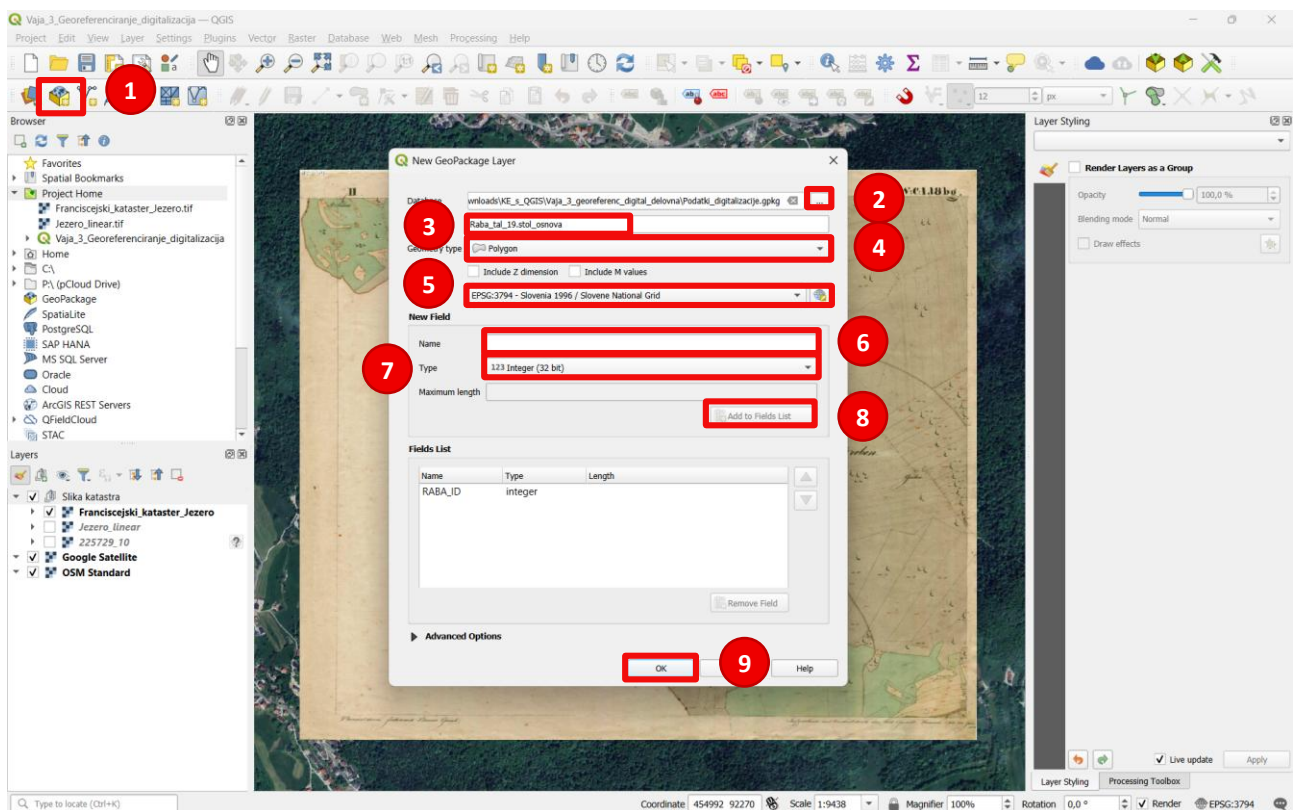 Vaja_3_Georeferenciranje_digitalizacija — QGIS
Project Edit View Layer Settings Plugins Vector Raster Database Web Mesh Processing Help
1
12
px
Browser
Favorites
Spatial Bookmarks
Project Home
Franciscejski_kataster_Jezero.tif
Jezero_linear.tif
Vaja_3_Georeferenciranje_digitalizacija
Home
C:\
P:\ (pCloud Drive)
GeoPackage
SpatiaLite
PostgreSQL
SAP HANA
MS SQL Server
Oracle
Cloud
ArcGIS REST Servers
QFieldCloud
STAC
Layers
Slika katastra
Franciscejski_kataster_Jezero
Jezero_linear
225729_10
?
Google Satellite
OSM Standard
II
New GeoPackage Layer
Database wnloads\KE_s_QGIS\Vaja_3_georeferenc_digital_delovna\Podatki_digitalizacije.gpkg ...
2
3
Raba_tal_19.stol_osnova
Geometry type Polygon
4
Include Z dimension Include M values
5
EPSG:3794 - Slovenia 1996 / Slovene National Grid
New Field
Name
6
7
Type 123 Integer (32 bit)
Maximum length
Add to Fields List
8
Fields List
Name Type Length
RABA_ID integer
Remove Field
Advanced Options
OK
9
Help
Layer Styling
Render Layers as a Group
Opacity 100,0 %
Blending mode Normal
Draw effects
Live update Apply
Layer Styling Processing Toolbox
Type to locate (Ctrl+K) Coordinate 454992 92270 Scale 1:9438 Magnifier 100% Rotation 0,0 ° Render EPSG:3794